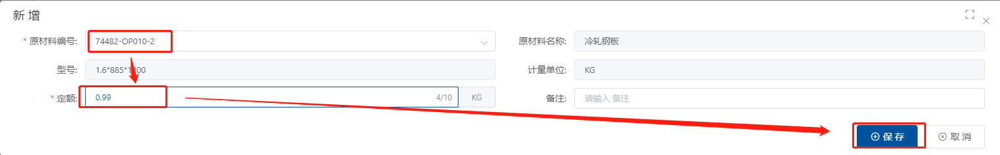 新 增
* 原材料编号: 74482-OP010-2 原材料名称: 冷轧钢板
型号: 1.6*885*1200 计量单位: KG
* 定额: 0.99 4/10 KG 备注: 请输入 备注
保 存 取 消